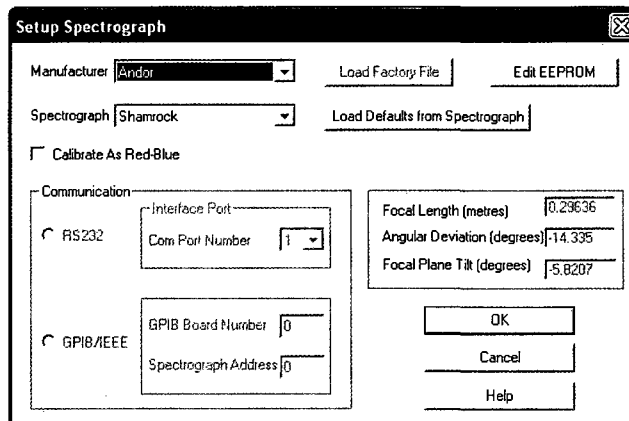 Setup Spectrograph
Manufacturer Andor Load Factory File Edit EEPROM
Spectrograph Shamrock Load Defaults from Spectrograph
Calibrate As Red-Blue
Communication
Interface Port
RS232 Com Port Number 1
GPIB/IEEE
GPIB Board Number 0
Spectrograph Address 0
Focal Length (metres) 0.29636
Angular Deviation (degrees) -14.335
Focal Plane Tilt (degrees) -5.8207
OK
Cancel
Help